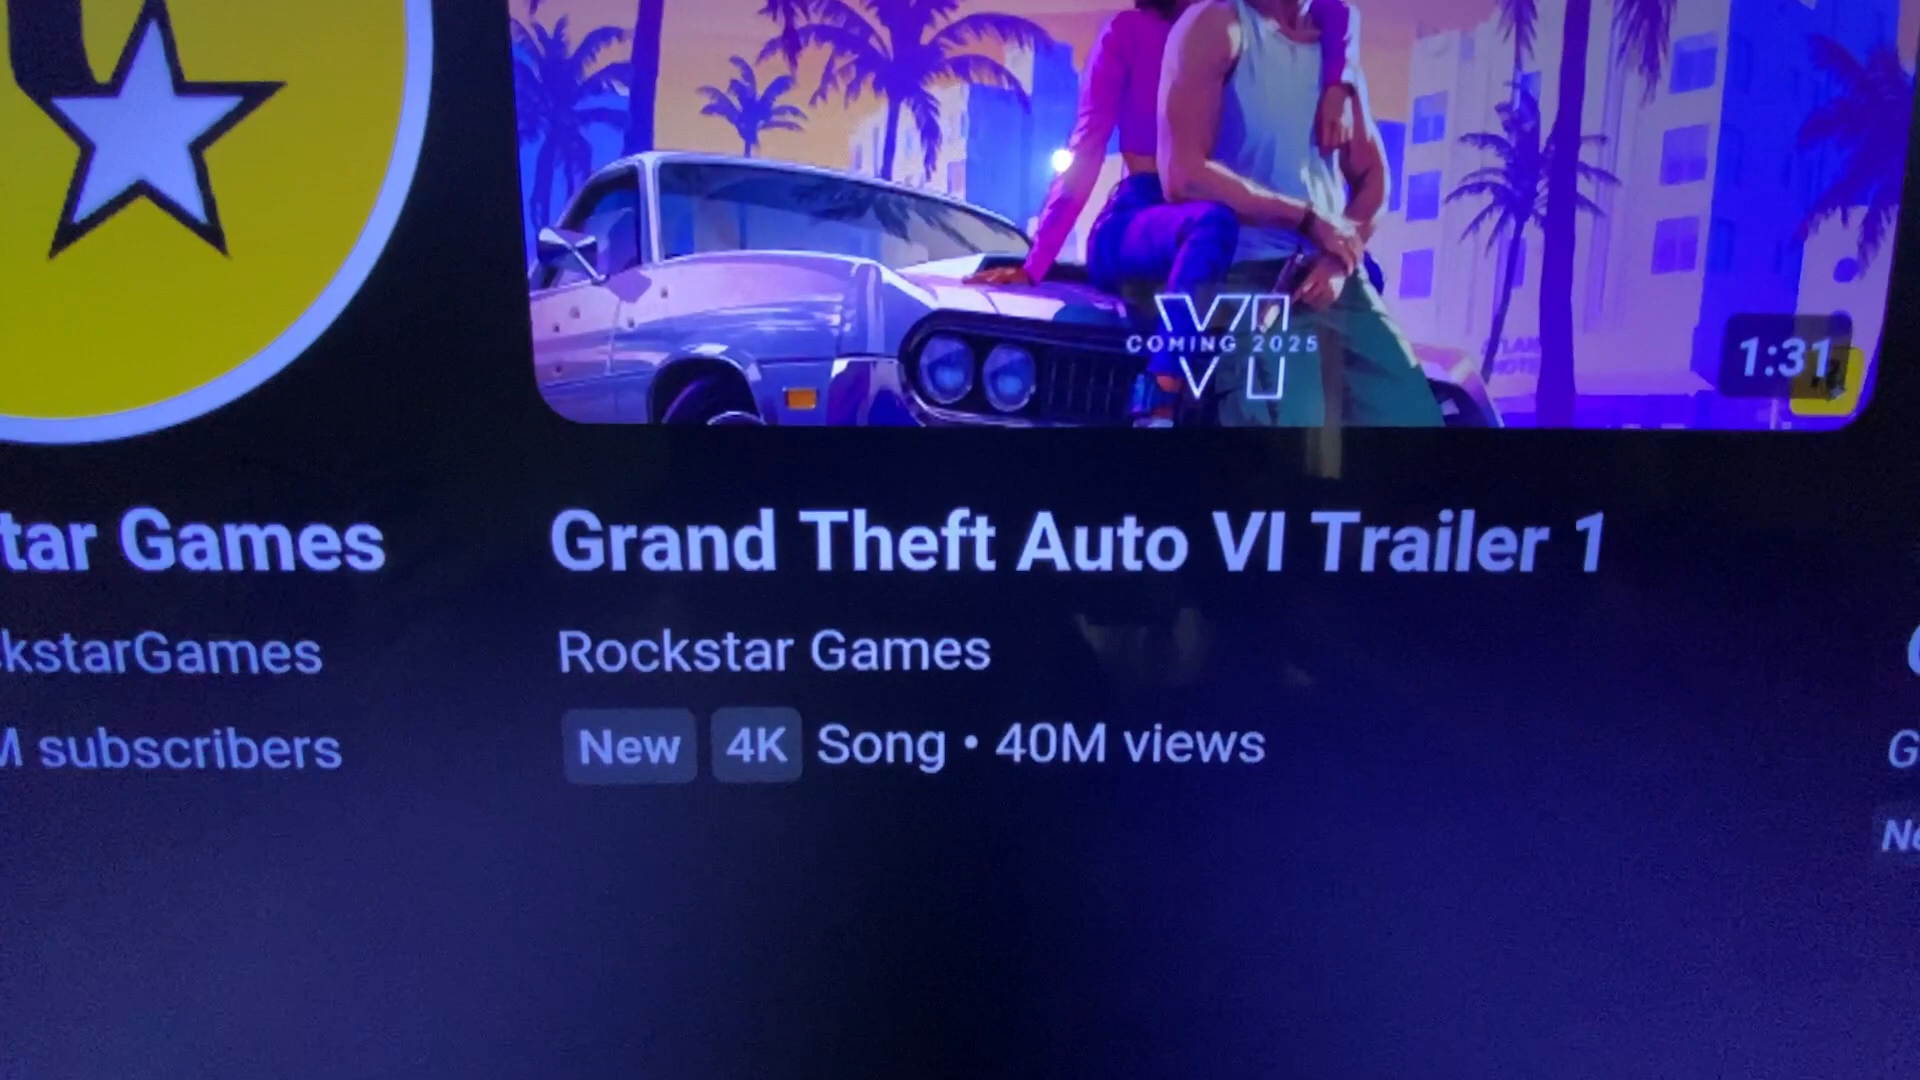 VI
COMING 2025
1:31
tar Games
Grand Theft Auto VI Trailer 1
kstarGames
Rockstar Games
M subscribers
New 4K Song • 40M views